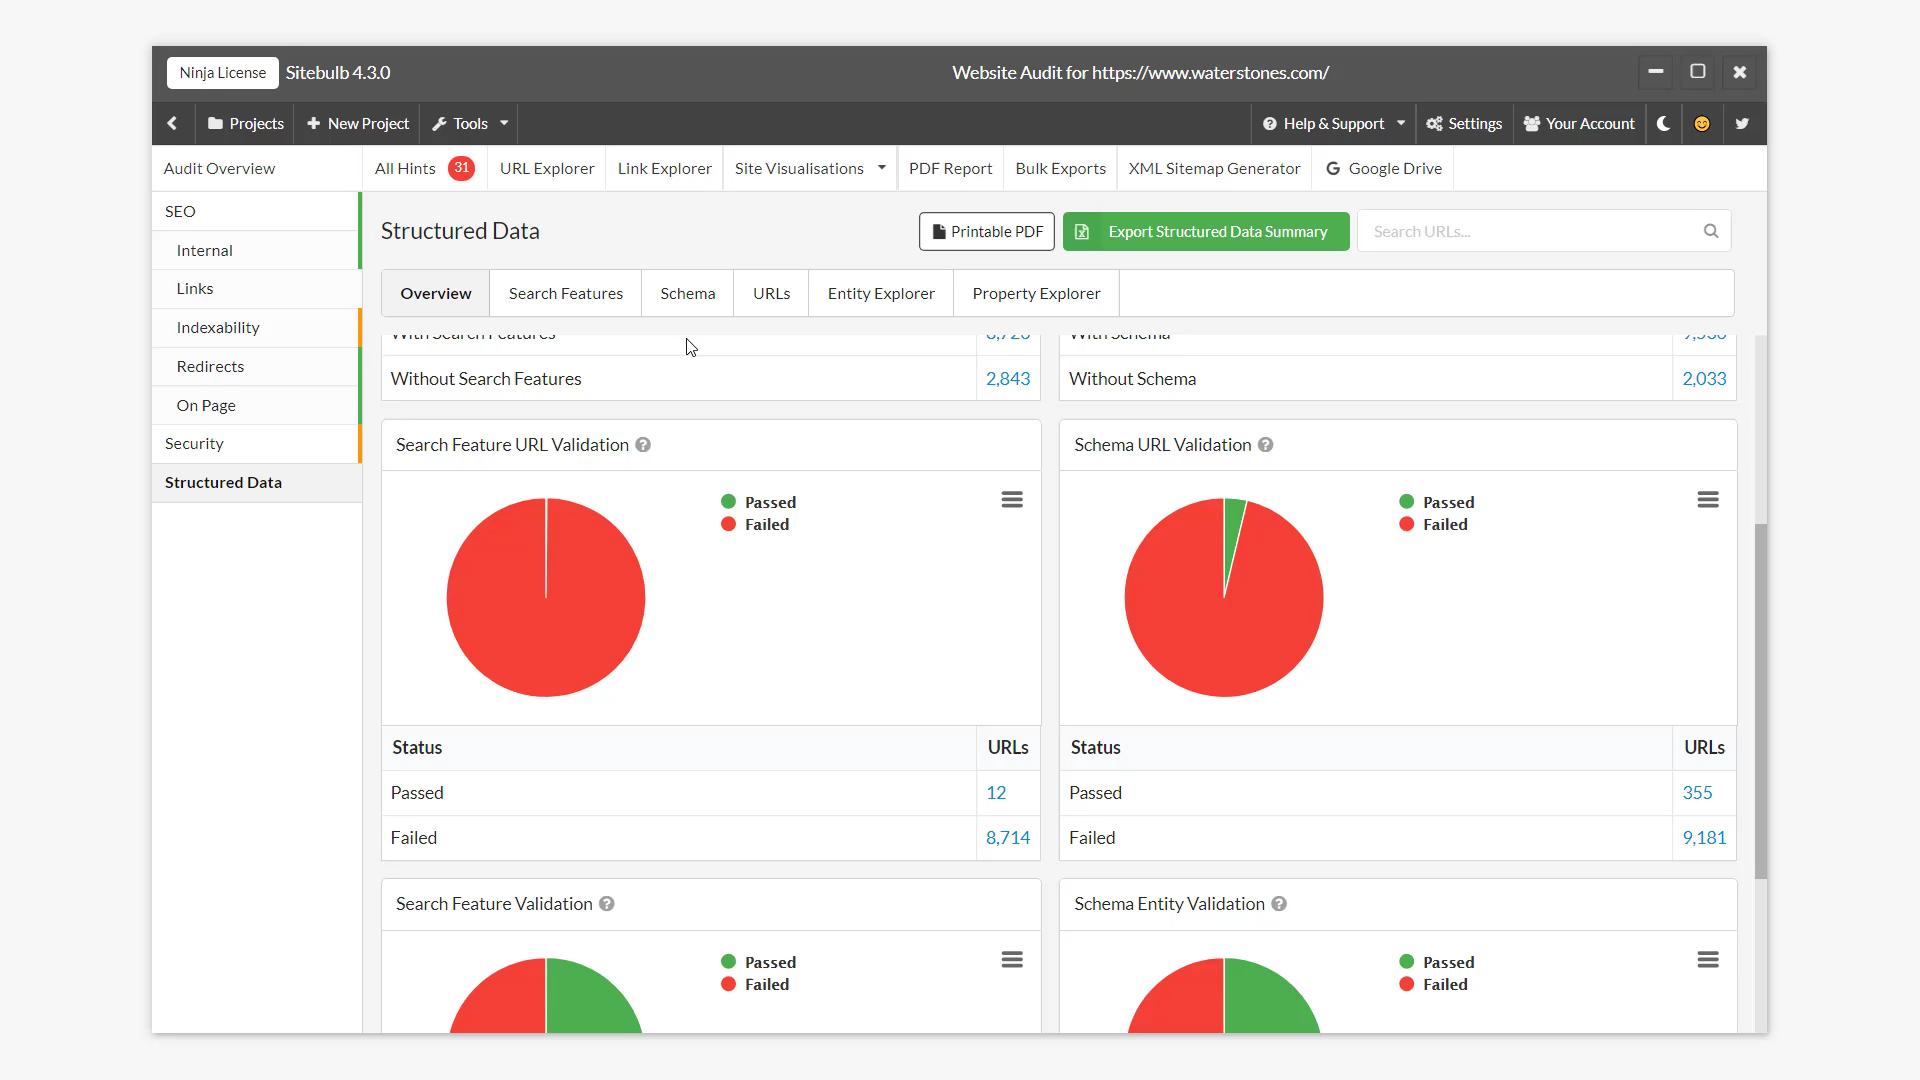 Ninja License
Sitebulb 4.3.0
Website Audit for https://www.waterstones.com/
Projects
New Project
Tools
Help & Support
Settings
Your Account
Audit Overview
All Hints 31
URL Explorer
Link Explorer
Site Visualisations
PDF Report
Bulk Exports
XML Sitemap Generator
Google Drive
SEO
Internal
Links
Indexability
Redirects
On Page
Security
Structured Data
Structured Data
Printable PDF
Export Structured Data Summary
Search URLs...
Overview
Search Features
Schema
URLs
Entity Explorer
Property Explorer
With Search Features
With Schema
Without Search Features 2,843
Without Schema 2,033
Search Feature URL Validation
Passed
Failed
Status URLs
Passed 12
Failed 8,714
Schema URL Validation
Passed
Failed
Status URLs
Passed 355
Failed 9,181
Search Feature Validation
Passed
Failed
Schema Entity Validation
Passed
Failed